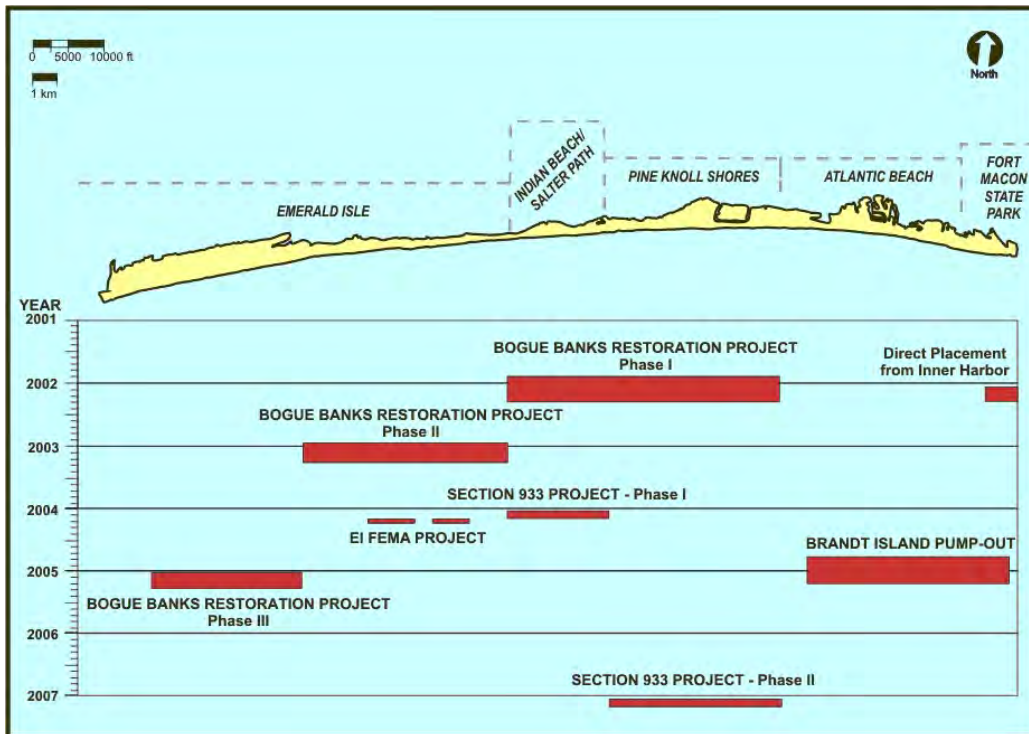 0 5000 10000 ft
1 km
North
EMERALD ISLE
INDIAN BEACH/
SALTER PATH
PINE KNOLL SHORES
ATLANTIC BEACH
FORT
MACON
STATE
PARK
YEAR
2001
BOGUE BANKS RESTORATION PROJECT
Phase I
Direct Placement
from Inner Harbor
2002
BOGUE BANKS RESTORATION PROJECT
Phase II
2003
SECTION 933 PROJECT - Phase I
2004
EI FEMA PROJECT
BRANDT ISLAND PUMP-OUT
2005
BOGUE BANKS RESTORATION PROJECT
Phase III
2006
SECTION 933 PROJECT - Phase II
2007